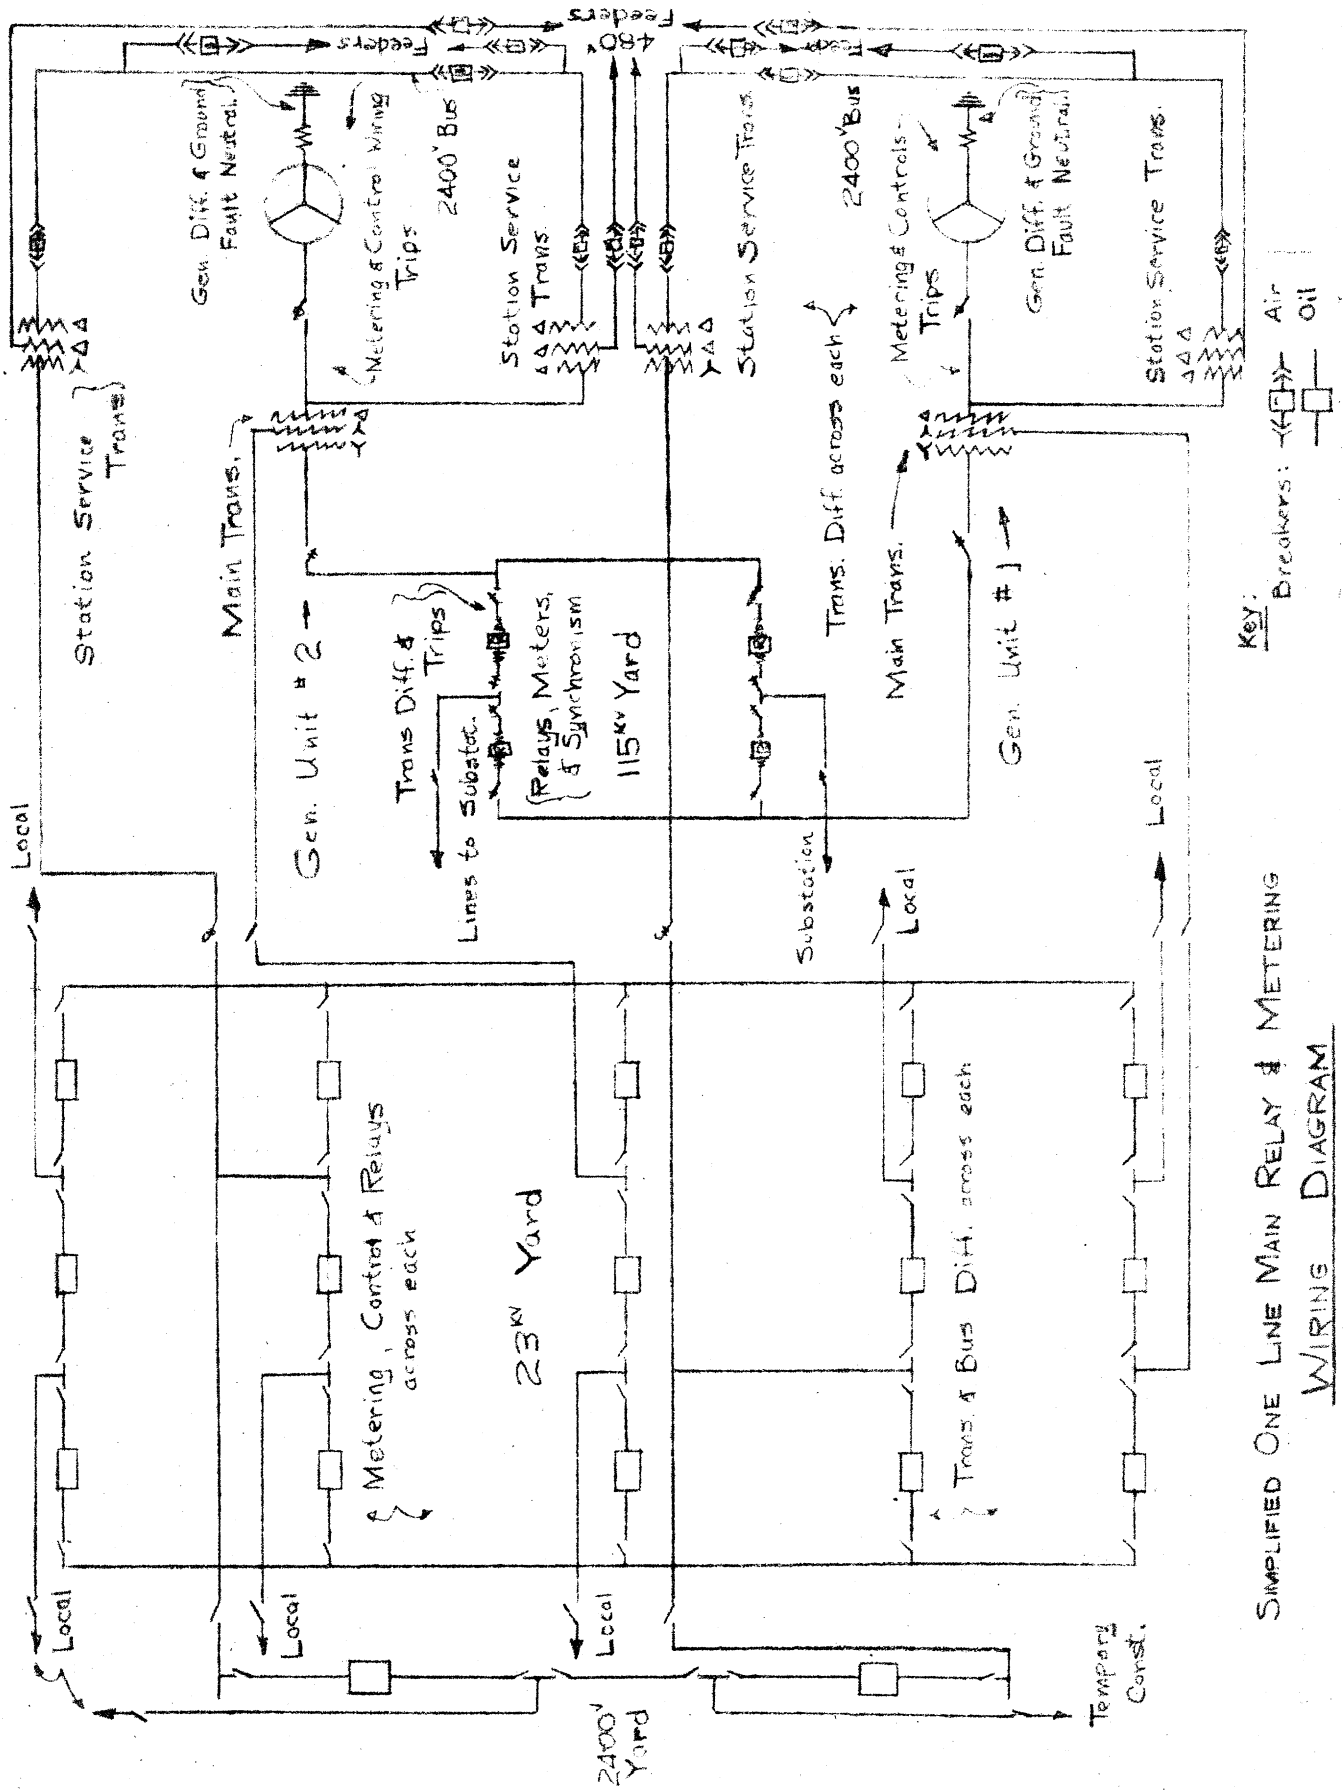 Feeders
Feeders
480V
Feeders
Gen. Diff. & Ground
Fault Neutral.
Metering & Control Wiring
Trips
2400V Bus
Station Service
Trans.
Station Service Trans.
2400V Bus
Metering & Controls
Trips
Gen. Diff. & Ground
Fault Neutral.
Station Service Trans.
Station Service
Trans.
Main Trans.
Gen. Unit #2
Trans Diff. &
Trips
Lines to Substat.
Relays, Meters,
& Synchronism
115KV Yard
Trans. Diff. across each
Main Trans.
Gen. Unit #1
Substation
Local
Local
Local
Metering, Control & Relays
across each
23KV Yard
Trans. & Bus Diff. across each
Local
Local
Local
2400V
Yard
Tempory
Const.
Key:
Breakers:
Air
Oil
SIMPLIFIED ONE LINE MAIN RELAY & METERING
WIRING DIAGRAM